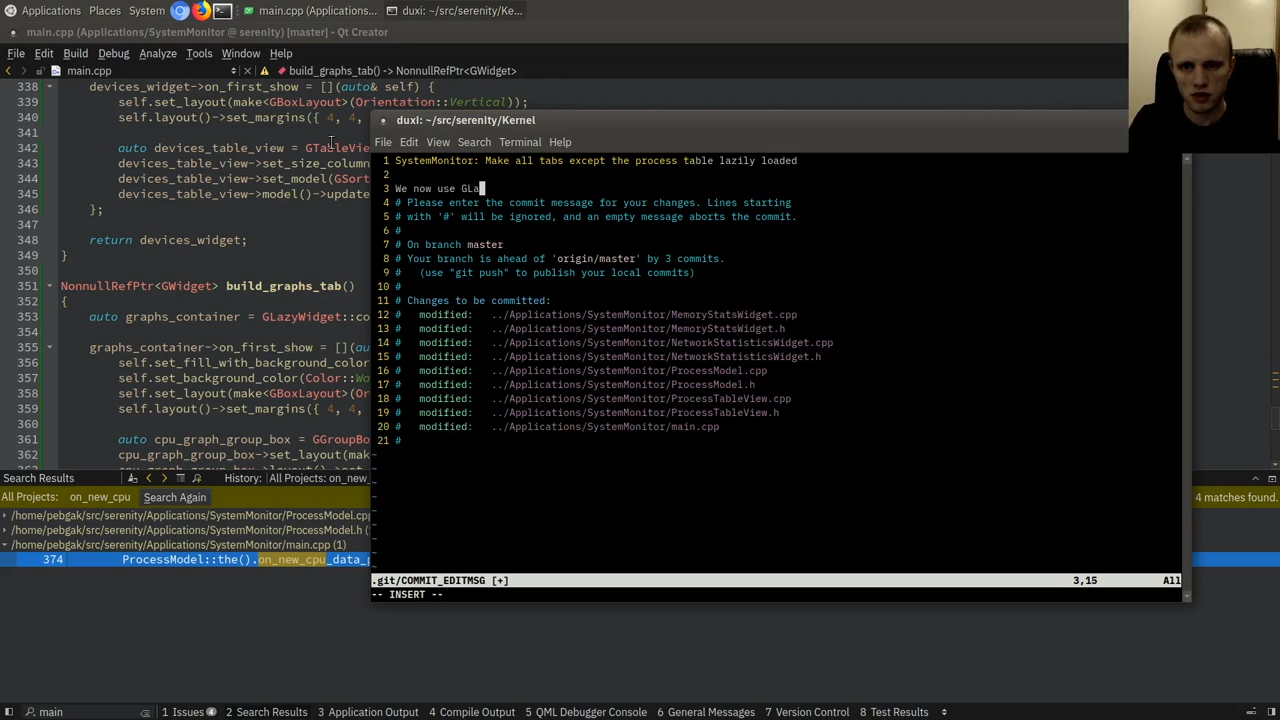 Applications Places System main.cpp (Applications... duxi: ~/src/serenity/Ke...
main.cpp (Applications/SystemMonitor @ serenity) [master] - Qt Creator
File Edit Build Debug Analyze Tools Window Help
main.cpp build_graphs_tab() -> NonnullRefPtr<GWidget>
338 devices_widget->on_first_show = [](auto& self) {
339 self.set_layout(make<GBoxLayout>(Orientation::Vertical));
340 self.layout()->set_margins({ 4, 4,
341
342 auto devices_table_view = GTableVie
343 devices_table_view->set_size_column
344 devices_table_view->set_model(GSort
345 devices_table_view->model()->update
346 };
347
348 return devices_widget;
349 }
350
351 NonnullRefPtr<GWidget> build_graphs_tab()
352 {
353 auto graphs_container = GLazyWidget::co
354
355 graphs_container->on_first_show = [](au
356 self.set_fill_with_background_color
357 self.set_background_color(Color::Wa
358 self.set_layout(make<GBoxLayout>(Or
359 self.layout()->set_margins({ 4, 4,
360
361 auto cpu_graph_group_box = GGroupBo
362 cpu_graph_group_box->set_layout(mak
duxi: ~/src/serenity/Kernel
File Edit View Search Terminal Help
1 SystemMonitor: Make all tabs except the process table lazily loaded
2
3 We now use GLa
4 # Please enter the commit message for your changes. Lines starting
5 # with '#' will be ignored, and an empty message aborts the commit.
6 #
7 # On branch master
8 # Your branch is ahead of 'origin/master' by 3 commits.
9 #   (use "git push" to publish your local commits)
10 #
11 # Changes to be committed:
12 #   modified:   ../Applications/SystemMonitor/MemoryStatsWidget.cpp
13 #   modified:   ../Applications/SystemMonitor/MemoryStatsWidget.h
14 #   modified:   ../Applications/SystemMonitor/NetworkStatisticsWidget.cpp
15 #   modified:   ../Applications/SystemMonitor/NetworkStatisticsWidget.h
16 #   modified:   ../Applications/SystemMonitor/ProcessModel.cpp
17 #   modified:   ../Applications/SystemMonitor/ProcessModel.h
18 #   modified:   ../Applications/SystemMonitor/ProcessTableView.cpp
19 #   modified:   ../Applications/SystemMonitor/ProcessTableView.h
20 #   modified:   ../Applications/SystemMonitor/main.cpp
21 #
~
~
~
~
~
~
~
~
~
.git/COMMIT_EDITMSG [+] 3,15 All
-- INSERT --
Search Results History: All Projects: on_new_
All Projects: on_new_cpu Search Again 4 matches found.
/home/pebgak/src/serenity/Applications/SystemMonitor/ProcessModel.cp
/home/pebgak/src/serenity/Applications/SystemMonitor/ProcessModel.h (
/home/pebgak/src/serenity/Applications/SystemMonitor/main.cpp (1)
374 ProcessModel::the().on_new_cpu_data_p
main 1 Issues 4 2 Search Results 3 Application Output 4 Compile Output 5 QML Debugger Console 6 General Messages 7 Version Control 8 Test Results